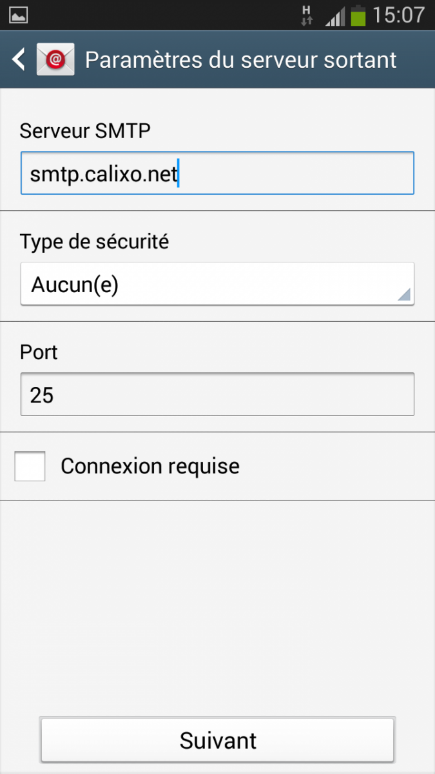 H 15:07
@ Paramètres du serveur sortant
Serveur SMTP
smtp.calixo.net
Type de sécurité
Aucun(e)
Port
25
Connexion requise
Suivant